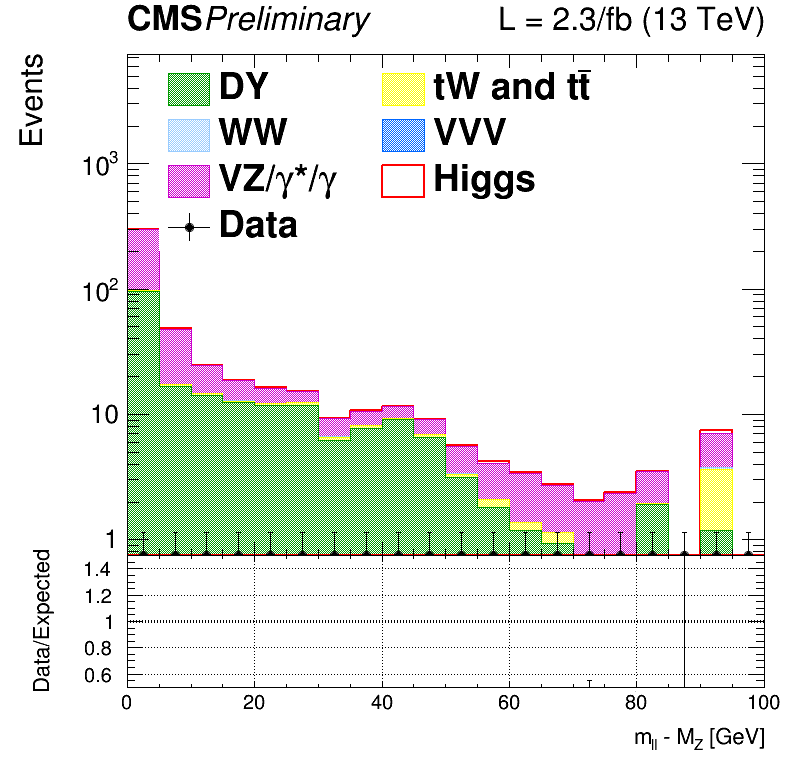 CMS Preliminary L = 2.3/fb (13 TeV)
Events
DY tW and tt̅
WW VVV
VZ/γ*/γ Higgs
Data
10³
10²
10
1
Data/Expected
1.4
1.2
1
0.8
0.6
0 20 40 60 80 100
m_ll - M_Z [GeV]